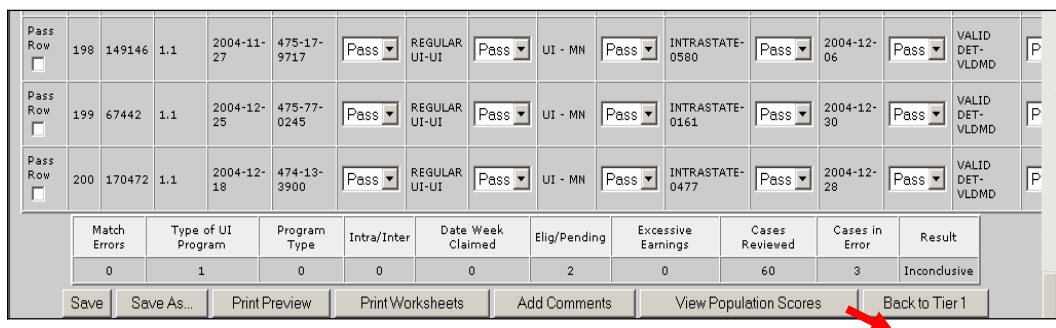 Pass Row 198 149146 1.1 2004-11-27 475-17-9717 Pass REGULAR UI-UI Pass UI - MN Pass INTRASTATE-0580 Pass 2004-12-06 Pass VALID DET-VLDMD P
Pass Row 199 67442 1.1 2004-12-25 475-77-0245 Pass REGULAR UI-UI Pass UI - MN Pass INTRASTATE-0161 Pass 2004-12-30 Pass VALID DET-VLDMD P
Pass Row 200 170472 1.1 2004-12-18 474-13-3900 Pass REGULAR UI-UI Pass UI - MN Pass INTRASTATE-0477 Pass 2004-12-28 Pass VALID DET-VLDMD P
Match Errors Type of UI Program Program Type Intra/Inter Date Week Claimed Elig/Pending Excessive Earnings Cases Reviewed Cases in Error Result
0 1 0 0 0 2 0 60 3 Inconclusive
Save Save As... Print Preview Print Worksheets Add Comments View Population Scores Back to Tier 1